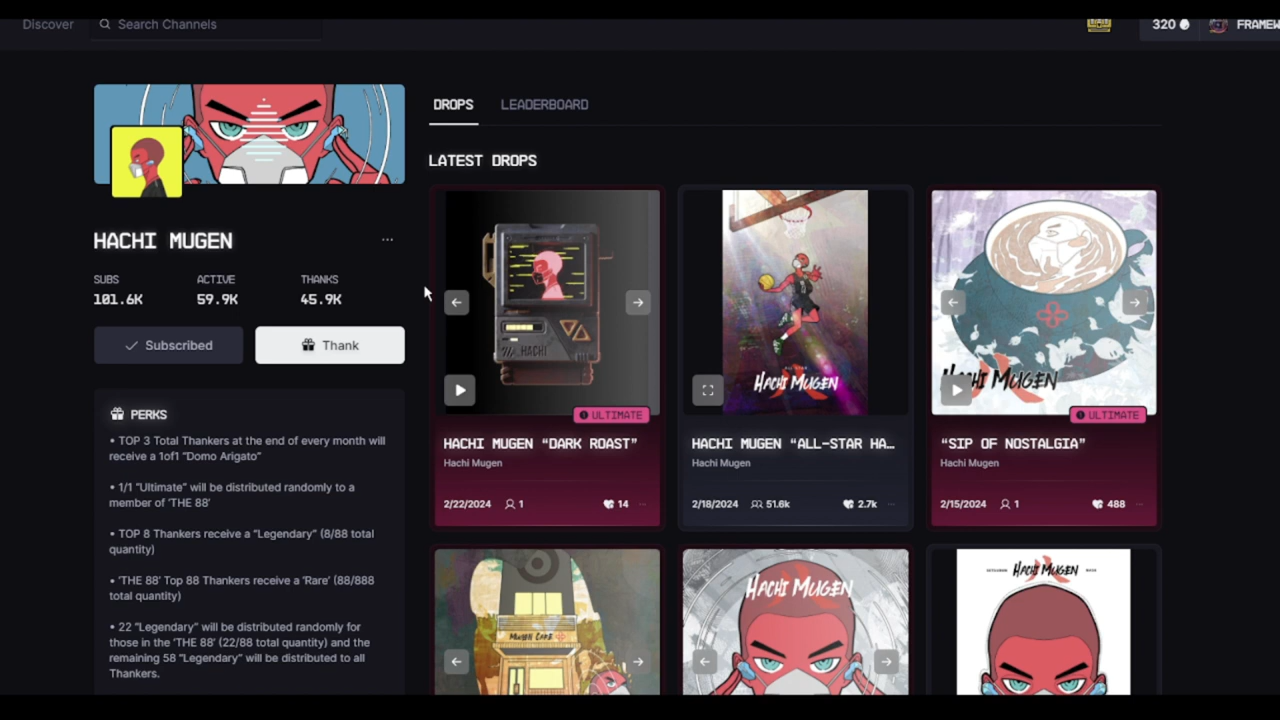 Discover
Search Channels
320
FRAMEW
HACHI MUGEN
SUBS
ACTIVE
THANKS
101.6K
59.9K
45.9K
Subscribed
Thank
PERKS
• TOP 3 Total Thankers at the end of every month will
receive a 1of1 “Domo Arigato”
• 1/1 “Ultimate” will be distributed randomly to a
member of ‘THE 88’
• TOP 8 Thankers receive a “Legendary” (8/88 total
quantity)
• ‘THE 88’ Top 88 Thankers receive a ‘Rare’ (88/888
total quantity)
• 22 “Legendary” will be distributed randomly for
those in the ‘THE 88’ (22/88 total quantity) and the
remaining 58 “Legendary” will be distributed to all
Thankers.
DROPS
LEADERBOARD
LATEST DROPS
HACHI
ULTIMATE
HACHI MUGEN “DARK ROAST”
Hachi Mugen
2/22/2024
1
14
HACHI MUGEN
HACHI MUGEN “ALL-STAR HA...
Hachi Mugen
2/18/2024
51.6k
2.7k
HACHI MUGEN
ULTIMATE
“SIP OF NOSTALGIA”
Hachi Mugen
2/15/2024
1
488
MUGEN CAFE
HACHI MUGEN
HACHI MUGEN